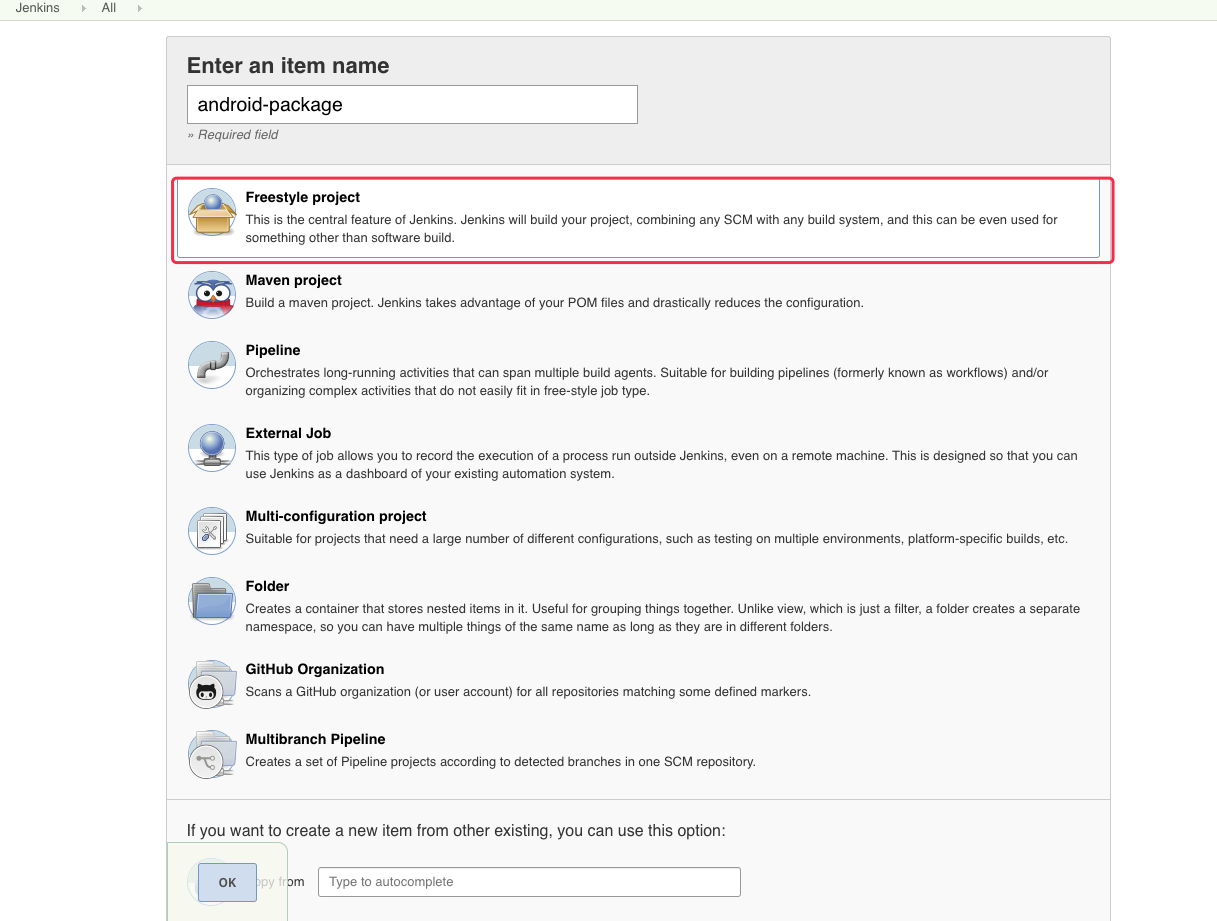 Jenkins All
Enter an item name
android-package
» Required field
Freestyle project
This is the central feature of Jenkins. Jenkins will build your project, combining any SCM with any build system, and this can be even used for
something other than software build.
Maven project
Build a maven project. Jenkins takes advantage of your POM files and drastically reduces the configuration.
Pipeline
Orchestrates long-running activities that can span multiple build agents. Suitable for building pipelines (formerly known as workflows) and/or
organizing complex activities that do not easily fit in free-style job type.
External Job
This type of job allows you to record the execution of a process run outside Jenkins, even on a remote machine. This is designed so that you can
use Jenkins as a dashboard of your existing automation system.
Multi-configuration project
Suitable for projects that need a large number of different configurations, such as testing on multiple environments, platform-specific builds, etc.
Folder
Creates a container that stores nested items in it. Useful for grouping things together. Unlike view, which is just a filter, a folder creates a separate
namespace, so you can have multiple things of the same name as long as they are in different folders.
GitHub Organization
Scans a GitHub organization (or user account) for all repositories matching some defined markers.
Multibranch Pipeline
Creates a set of Pipeline projects according to detected branches in one SCM repository.
If you want to create a new item from other existing, you can use this option:
OK opy from Type to autocomplete